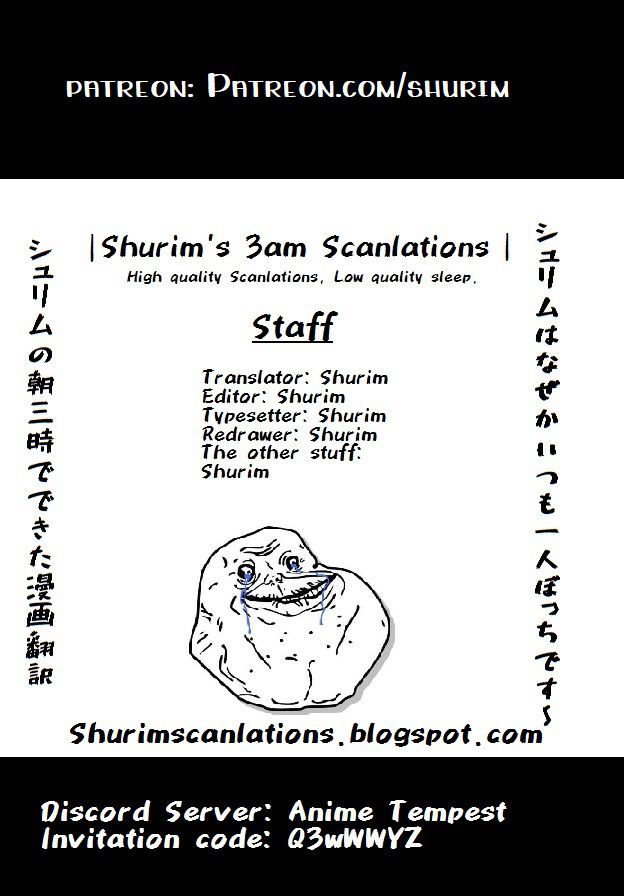 PATREON: PATREON.COM/SHURIM
|Shurim's 3am Scanlations |
High quality Scanlations, Low quality sleep.
Staff
Translator: Shurim
Editor: Shurim
Typesetter: Shurim
Redrawer: Shurim
The other stuff:
Shurim
シュリムはなぜかいつも一人ぼっちです~
シュリムの朝三時でできた漫画翻訳
Shurimscanlations.blogspot.com
Discord Server: Anime Tempest
Invitation code: Q3wWWYZ